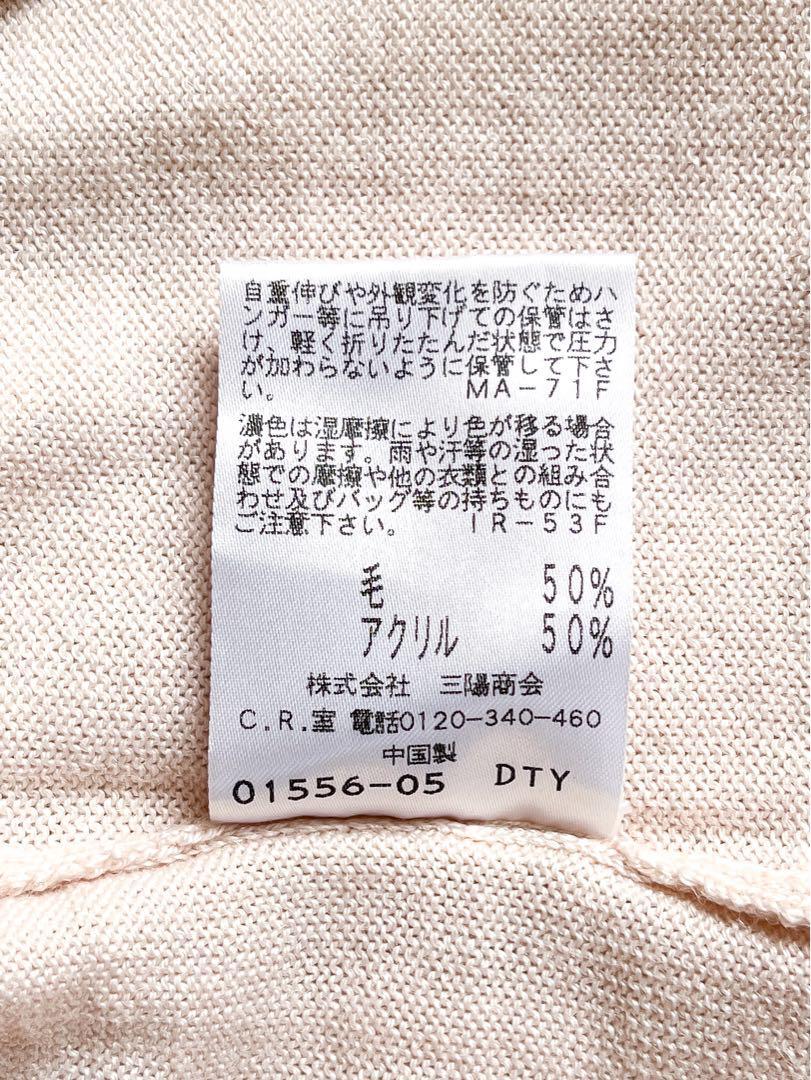 自重伸びや外観変化を防ぐためハ
ンガー等に吊り下げての保管はさ
け、軽く折りたたんだ状態で圧力
が加わらないように保管して下さ
い。 MA-71F
濃色は湿摩擦により色が移る場合
があります。雨や汗等の湿った状
態での摩擦や他の衣類との組み合
わせ及びバッグ等の持ちものにも
ご注意下さい。 IR-53F
毛 50%
アクリル 50%
株式会社 三陽商会
C.R.室 電話0120-340-460
中国製
01556-05 DTY